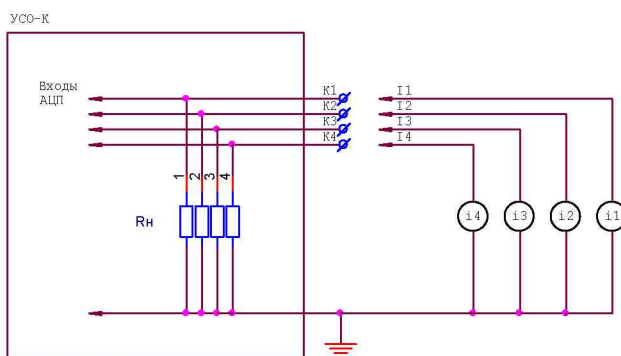 УСО-К
Входы
АЦП
К1 I1
К2 I2
К3 I3
К4 I4
1 2 3 4
Rн
i4 i3 i2 i1